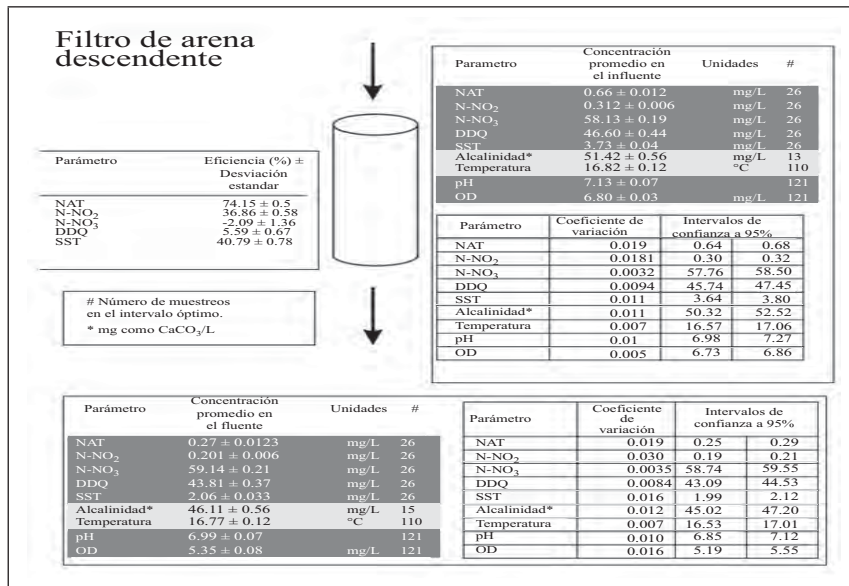 Filtro de arena
descendente
Parametro Concentración promedio en el influente Unidades #
NAT 0.66 ± 0.012 mg/L 26
N-NO₂ 0.312 ± 0.006 mg/L 26
N-NO₃ 58.13 ± 0.19 mg/L 26
DDQ 46.60 ± 0.44 mg/L 26
SST 3.73 ± 0.04 mg/L 26
Alcalinidad* 51.42 ± 0.56 mg/L 13
Temperatura 16.82 ± 0.12 °C 110
pH 7.13 ± 0.07 121
OD 6.80 ± 0.03 mg/L 121
Parámetro Eficiencia (%) ± Desviación estandar
NAT 74.15 ± 0.5
N-NO₂ 36.86 ± 0.58
N-NO₃ -2.09 ± 1.36
DDQ 5.59 ± 0.67
SST 40.79 ± 0.78
Parámetro Coeficiente de variación Intervalos de confianza a 95%
NAT 0.019 0.64 0.68
N-NO₂ 0.0181 0.30 0.32
N-NO₃ 0.0032 57.76 58.50
DDQ 0.0094 45.74 47.45
SST 0.011 3.64 3.80
Alcalinidad* 0.011 50.32 52.52
Temperatura 0.007 16.57 17.06
pH 0.01 6.98 7.27
OD 0.005 6.73 6.86
# Número de muestreos
en el intervalo óptimo.
* mg como CaCO₃/L
Parámetro Concentración promedio en el fluente Unidades #
NAT 0.27 ± 0.0123 mg/L 26
N-NO₂ 0.201 ± 0.006 mg/L 26
N-NO₃ 59.14 ± 0.21 mg/L 26
DDQ 43.81 ± 0.37 mg/L 26
SST 2.06 ± 0.033 mg/L 26
Alcalinidad* 46.11 ± 0.56 mg/L 15
Temperatura 16.77 ± 0.12 °C 110
pH 6.99 ± 0.07 121
OD 5.35 ± 0.08 mg/L 121
Parámetro Coeficiente de variación Intervalos de confianza a 95%
NAT 0.019 0.25 0.29
N-NO₂ 0.030 0.19 0.21
N-NO₃ 0.0035 58.74 59.55
DDQ 0.0084 43.09 44.53
SST 0.016 1.99 2.12
Alcalinidad* 0.012 45.02 47.20
Temperatura 0.007 16.53 17.01
pH 0.010 6.85 7.12
OD 0.016 5.19 5.55